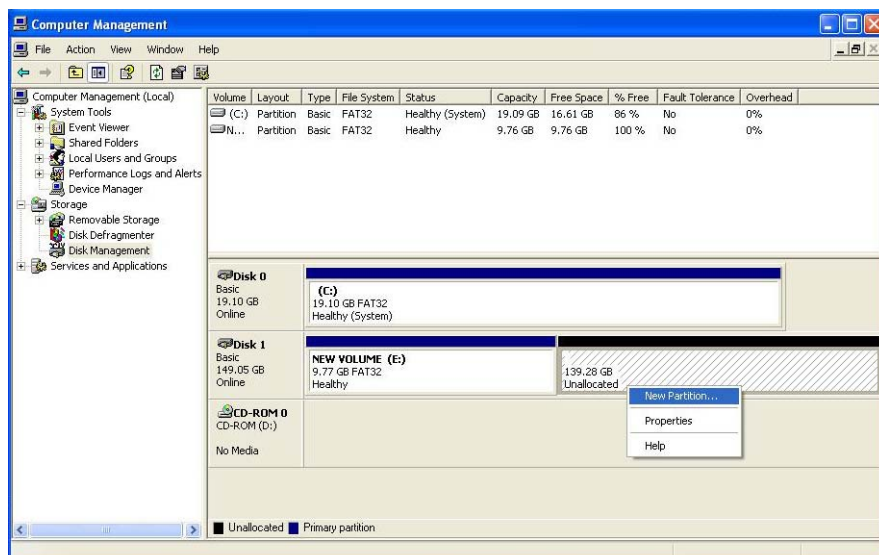 Computer Management
File Action View Window Help
Computer Management (Local)
System Tools
Event Viewer
Shared Folders
Local Users and Groups
Performance Logs and Alerts
Device Manager
Storage
Removable Storage
Disk Defragmenter
Disk Management
Services and Applications
Volume Layout Type File System Status Capacity Free Space % Free Fault Tolerance Overhead
(C:) Partition Basic FAT32 Healthy (System) 19.09 GB 16.61 GB 86 % No 0%
N... Partition Basic FAT32 Healthy 9.76 GB 9.76 GB 100 % No 0%
Disk 0
Basic
19.10 GB
Online
(C:)
19.10 GB FAT32
Healthy (System)
Disk 1
Basic
149.05 GB
Online
NEW VOLUME (E:)
9.77 GB FAT32
Healthy
139.28 GB
Unallocated
New Partition...
Properties
Help
CD-ROM 0
CD-ROM (D:)
No Media
Unallocated Primary partition